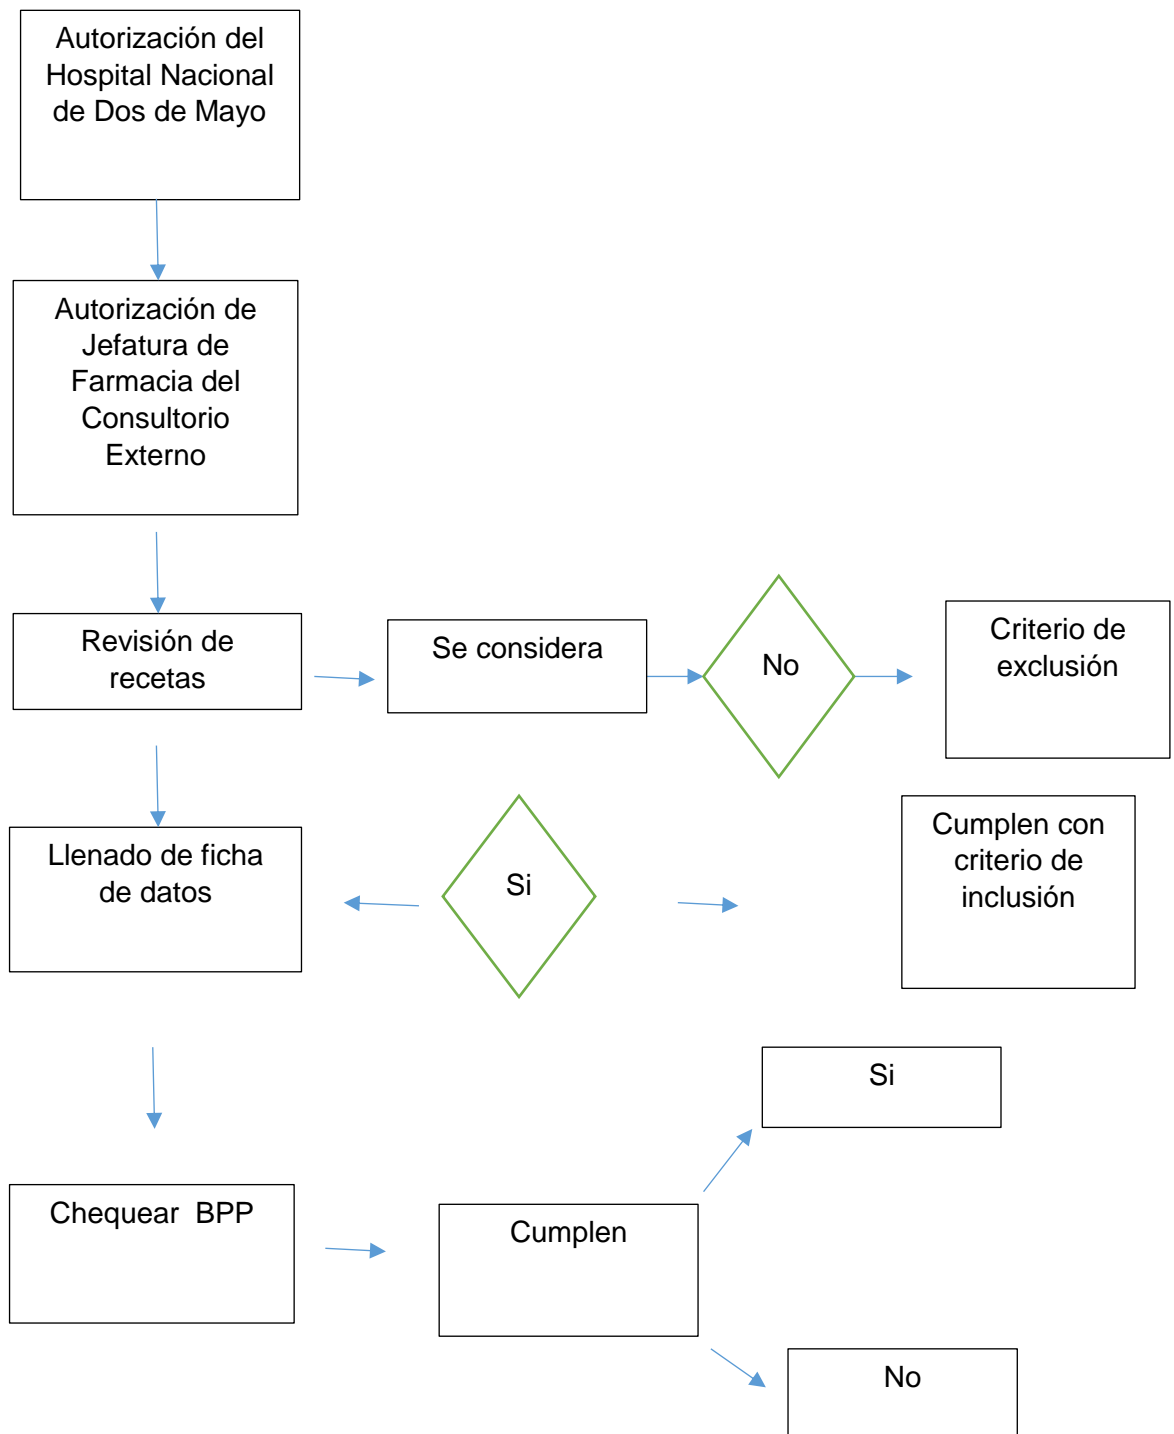 Autorización del
Hospital Nacional
de Dos de Mayo
Autorización de
Jefatura de
Farmacia del
Consultorio
Externo
Revisión de
recetas
Se considera
No
Criterio de
exclusión
Llenado de ficha
de datos
Si
Cumplen con
criterio de
inclusión
Chequear  BPP
Cumplen
Si
No